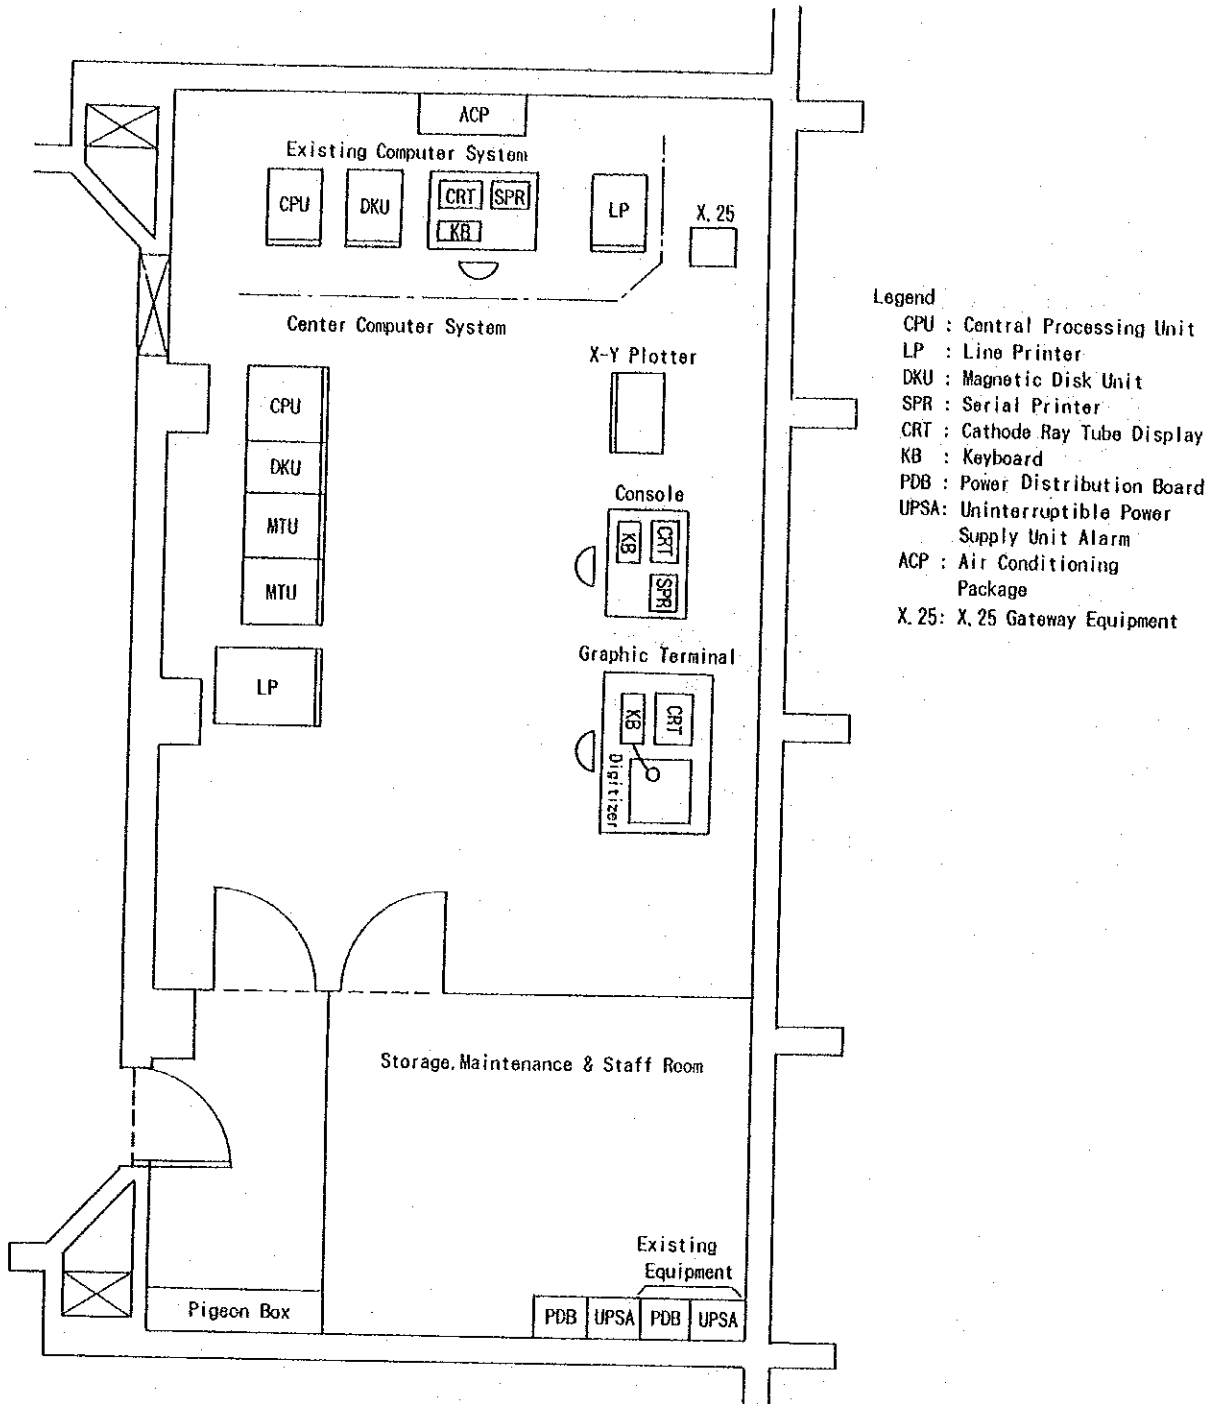 ACP
Existing Computer System
CPU
DKU
CRT
SPR
KB
LP
X.25
Center Computer System
X-Y Plotter
CPU
DKU
MTU
MTU
LP
Console
KB
CRT
SPR
Graphic Terminal
KB
CRT
Digitizer
Legend
CPU : Central Processing Unit
LP : Line Printer
DKU : Magnetic Disk Unit
SPR : Serial Printer
CRT : Cathode Ray Tube Display
KB : Keyboard
PDB : Power Distribution Board
UPSA: Uninterruptible Power
Supply Unit Alarm
ACP : Air Conditioning
Package
X.25: X.25 Gateway Equipment
Storage, Maintenance & Staff Room
Existing
Equipment
Pigeon Box
PDB
UPSA
PDB
UPSA